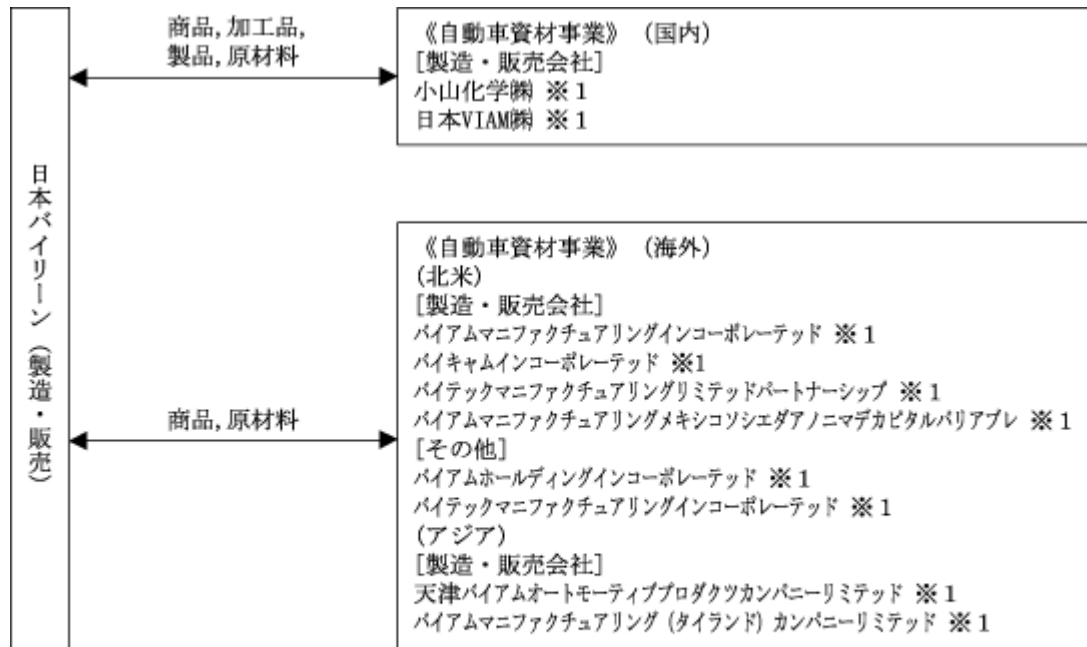 商品,加工品,
製品,原材料
《自動車資材事業》（国内）
[製造・販売会社]
小山化学㈱ ※１
日本VIAM㈱ ※１
日本バイリーン（製造・販売）
商品,原材料
《自動車資材事業》（海外）
(北米)
[製造・販売会社]
バイアムマニファクチュアリングインコーポレーテッド ※１
バイキャムインコーポレーテッド ※1
バイテックマニファクチュアリングリミテッドパートナーシップ ※１
バイアムマニファクチュアリングメキシコソシエダアノニマデカピタルバリアブレ ※１
[その他]
バイアムホールディングインコーポレーテッド ※１
バイテックマニファクチュアリングインコーポレーテッド ※１
(アジア)
[製造・販売会社]
天津バイアムオートモーティブプロダクツカンパニーリミテッド ※１
バイアムマニファクチュアリング (タイランド) カンパニーリミテッド ※１